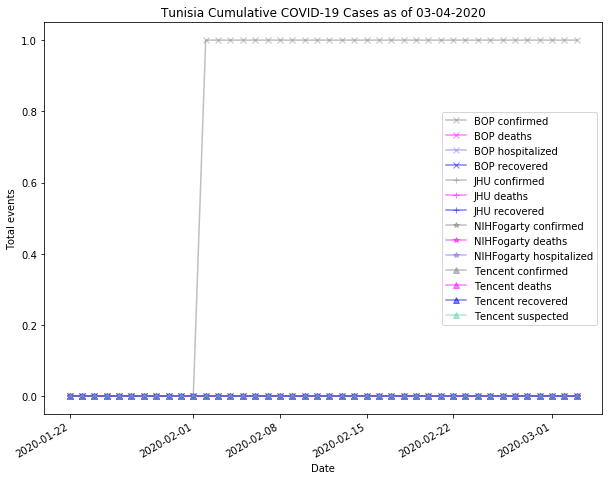 Tunisia Cumulative COVID-19 Cases as of 03-04-2020
Total events
1.0
0.8
0.6
0.4
0.2
0.0
BOP confirmed
BOP deaths
BOP hospitalized
BOP recovered
JHU confirmed
JHU deaths
JHU recovered
NIHFogarty confirmed
NIHFogarty deaths
NIHFogarty hospitalized
Tencent confirmed
Tencent deaths
Tencent recovered
Tencent suspected
2020-01-22
2020-02-01
2020-02-08
2020-02-15
2020-02-22
2020-03-01
Date